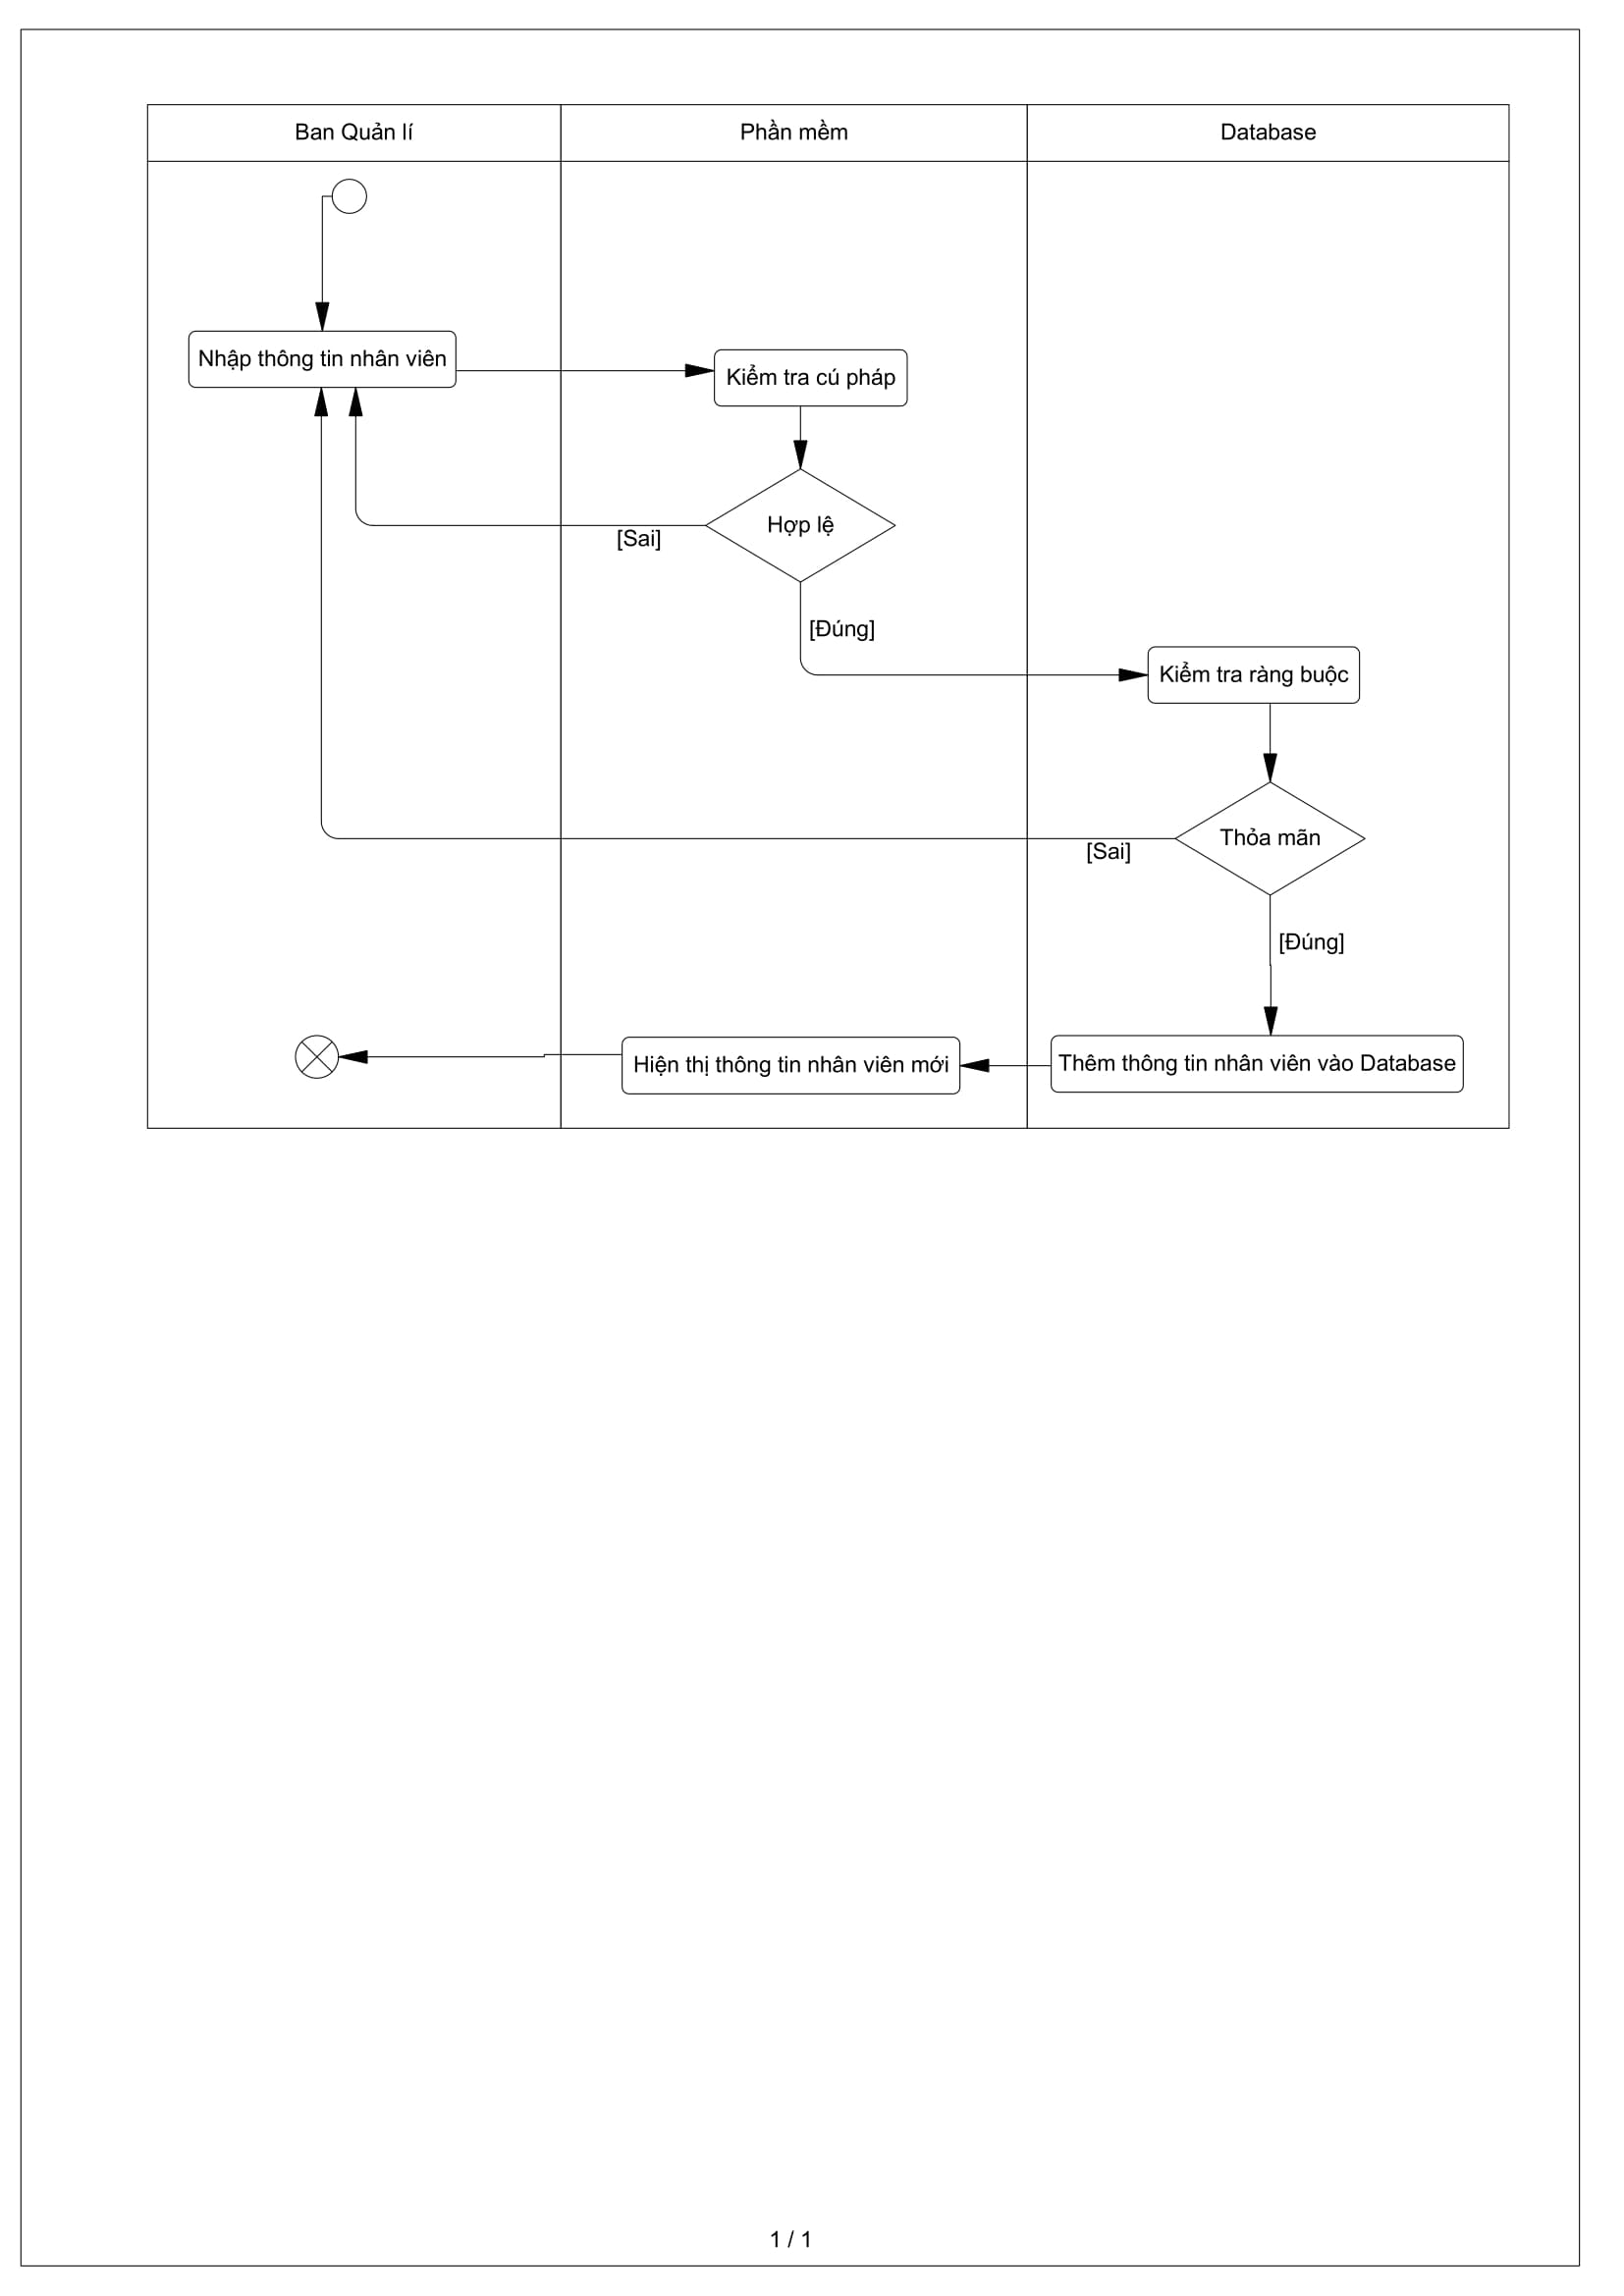 Ban Quản lí
Phần mềm
Database
Nhập thông tin nhân viên
Kiểm tra cú pháp
Hợp lệ
[Sai]
[Đúng]
Kiểm tra ràng buộc
Thỏa mãn
[Sai]
[Đúng]
Thêm thông tin nhân viên vào Database
Hiện thị thông tin nhân viên mới
1 / 1